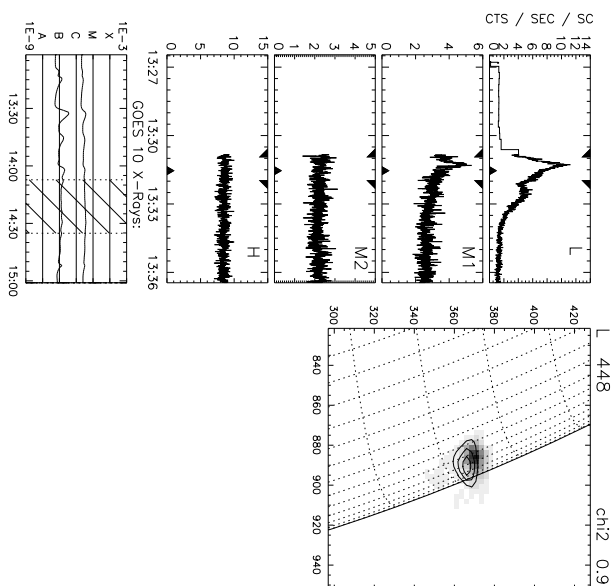 CTS / SEC / SC
0 2 4 6 8 10 14
L
0 2 4 6
M1
0 1 2 3 4 5
M2
0 5 10 15
H
13:27 13:30 13:33 13:36
GOES 10 X-Rays:
1E-3
X
M
C
B
A
1E-9
13:30 14:00 14:30 15:00
L 448 chi2 0.9
420
400
380
360
340
320
300
840 860 880 900 920 940